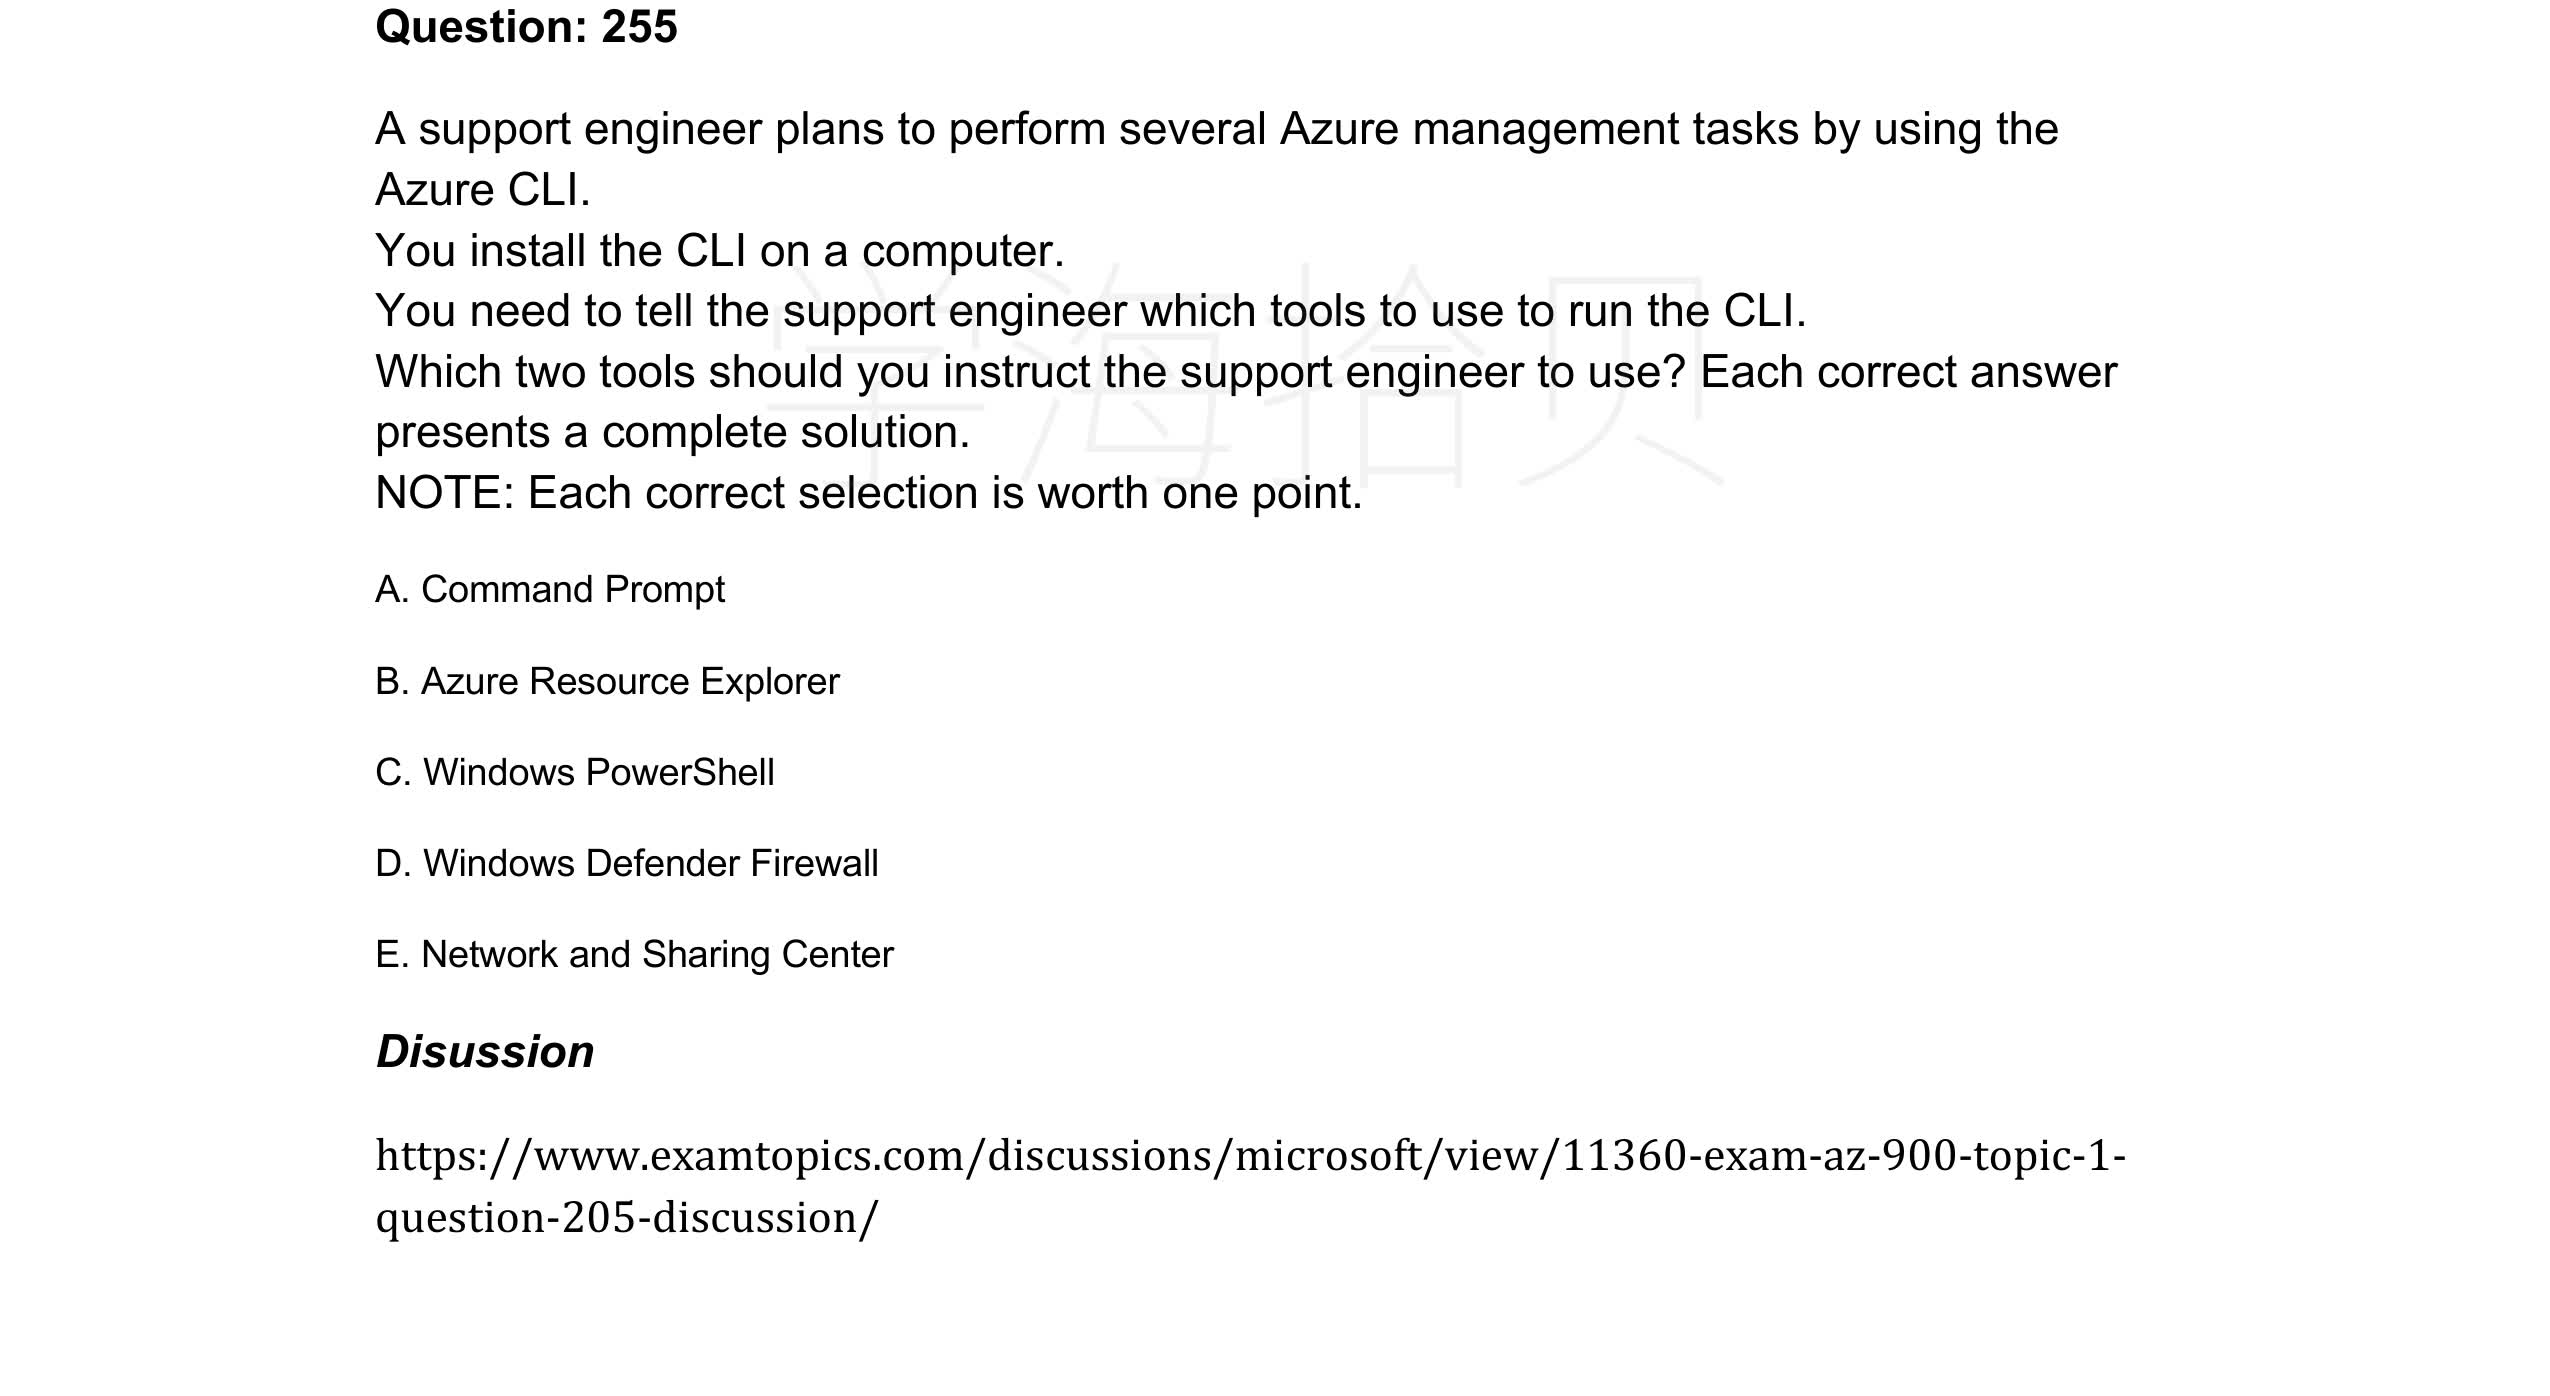 Question: 255
A support engineer plans to perform several Azure management tasks by using the
Azure CLI.
You install the CLI on a computer.
You need to tell the support engineer which tools to use to run the CLI.
Which two tools should you instruct the support engineer to use? Each correct answer
presents a complete solution.
NOTE: Each correct selection is worth one point.
学海拾贝
A. Command Prompt
B. Azure Resource Explorer
C. Windows PowerShell
D. Windows Defender Firewall
E. Network and Sharing Center
Disussion
https://www.examtopics.com/discussions/microsoft/view/11360-exam-az-900-topic-1-
question-205-discussion/